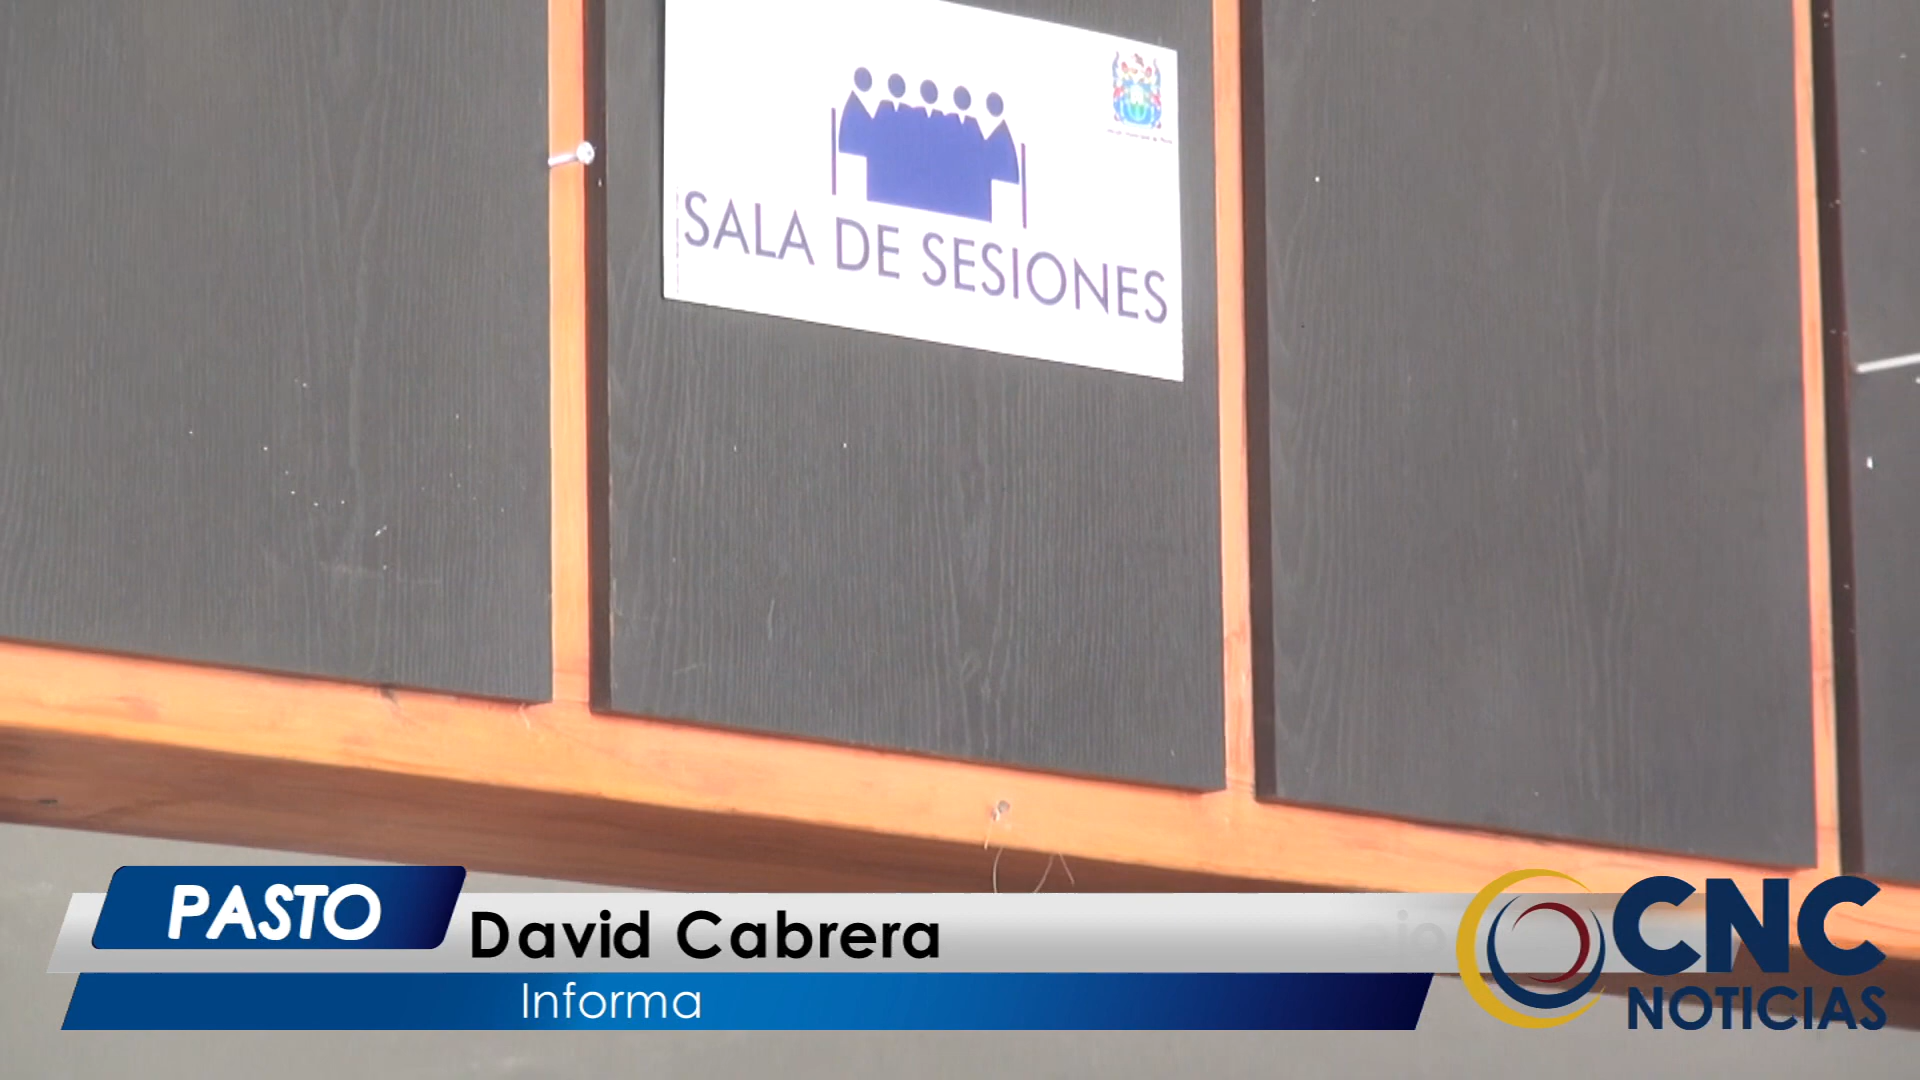 SALA DE SESIONES
PASTO
David Cabrera
Informa
CNC
NOTICIAS